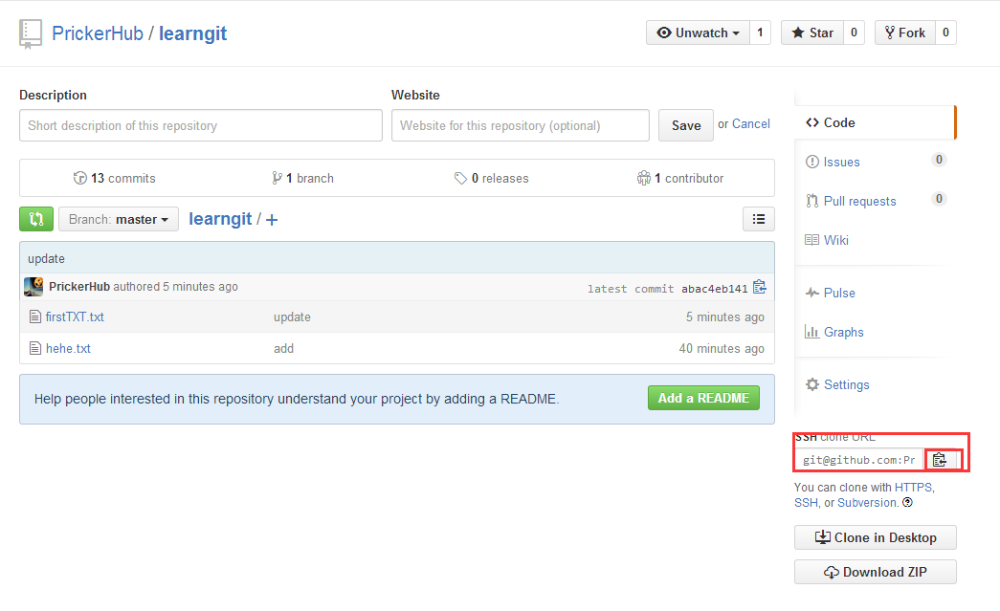 PrickerHub / learngit
Unwatch 1 Star 0 Fork 0
Description
Website
Short description of this repository
Website for this repository (optional)
Save or Cancel
13 commits 1 branch 0 releases 1 contributor
Branch: master learngit / +
update
PrickerHub authored 5 minutes ago latest commit abac4eb141
firstTXT.txt update 5 minutes ago
hehe.txt add 40 minutes ago
Help people interested in this repository understand your project by adding a README. Add a README
Code
Issues 0
Pull requests 0
Wiki
Pulse
Graphs
Settings
SSH clone URL
git@github.com:Pr
You can clone with HTTPS,
SSH, or Subversion.
Clone in Desktop
Download ZIP